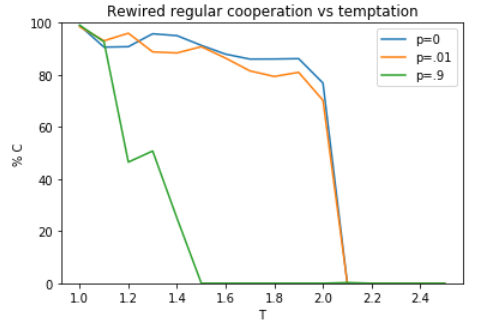 Rewired regular cooperation vs temptation
100
80
60
40
20
0
% C
p=0
p=.01
p=.9
1.0 1.2 1.4 1.6 1.8 2.0 2.2 2.4
T